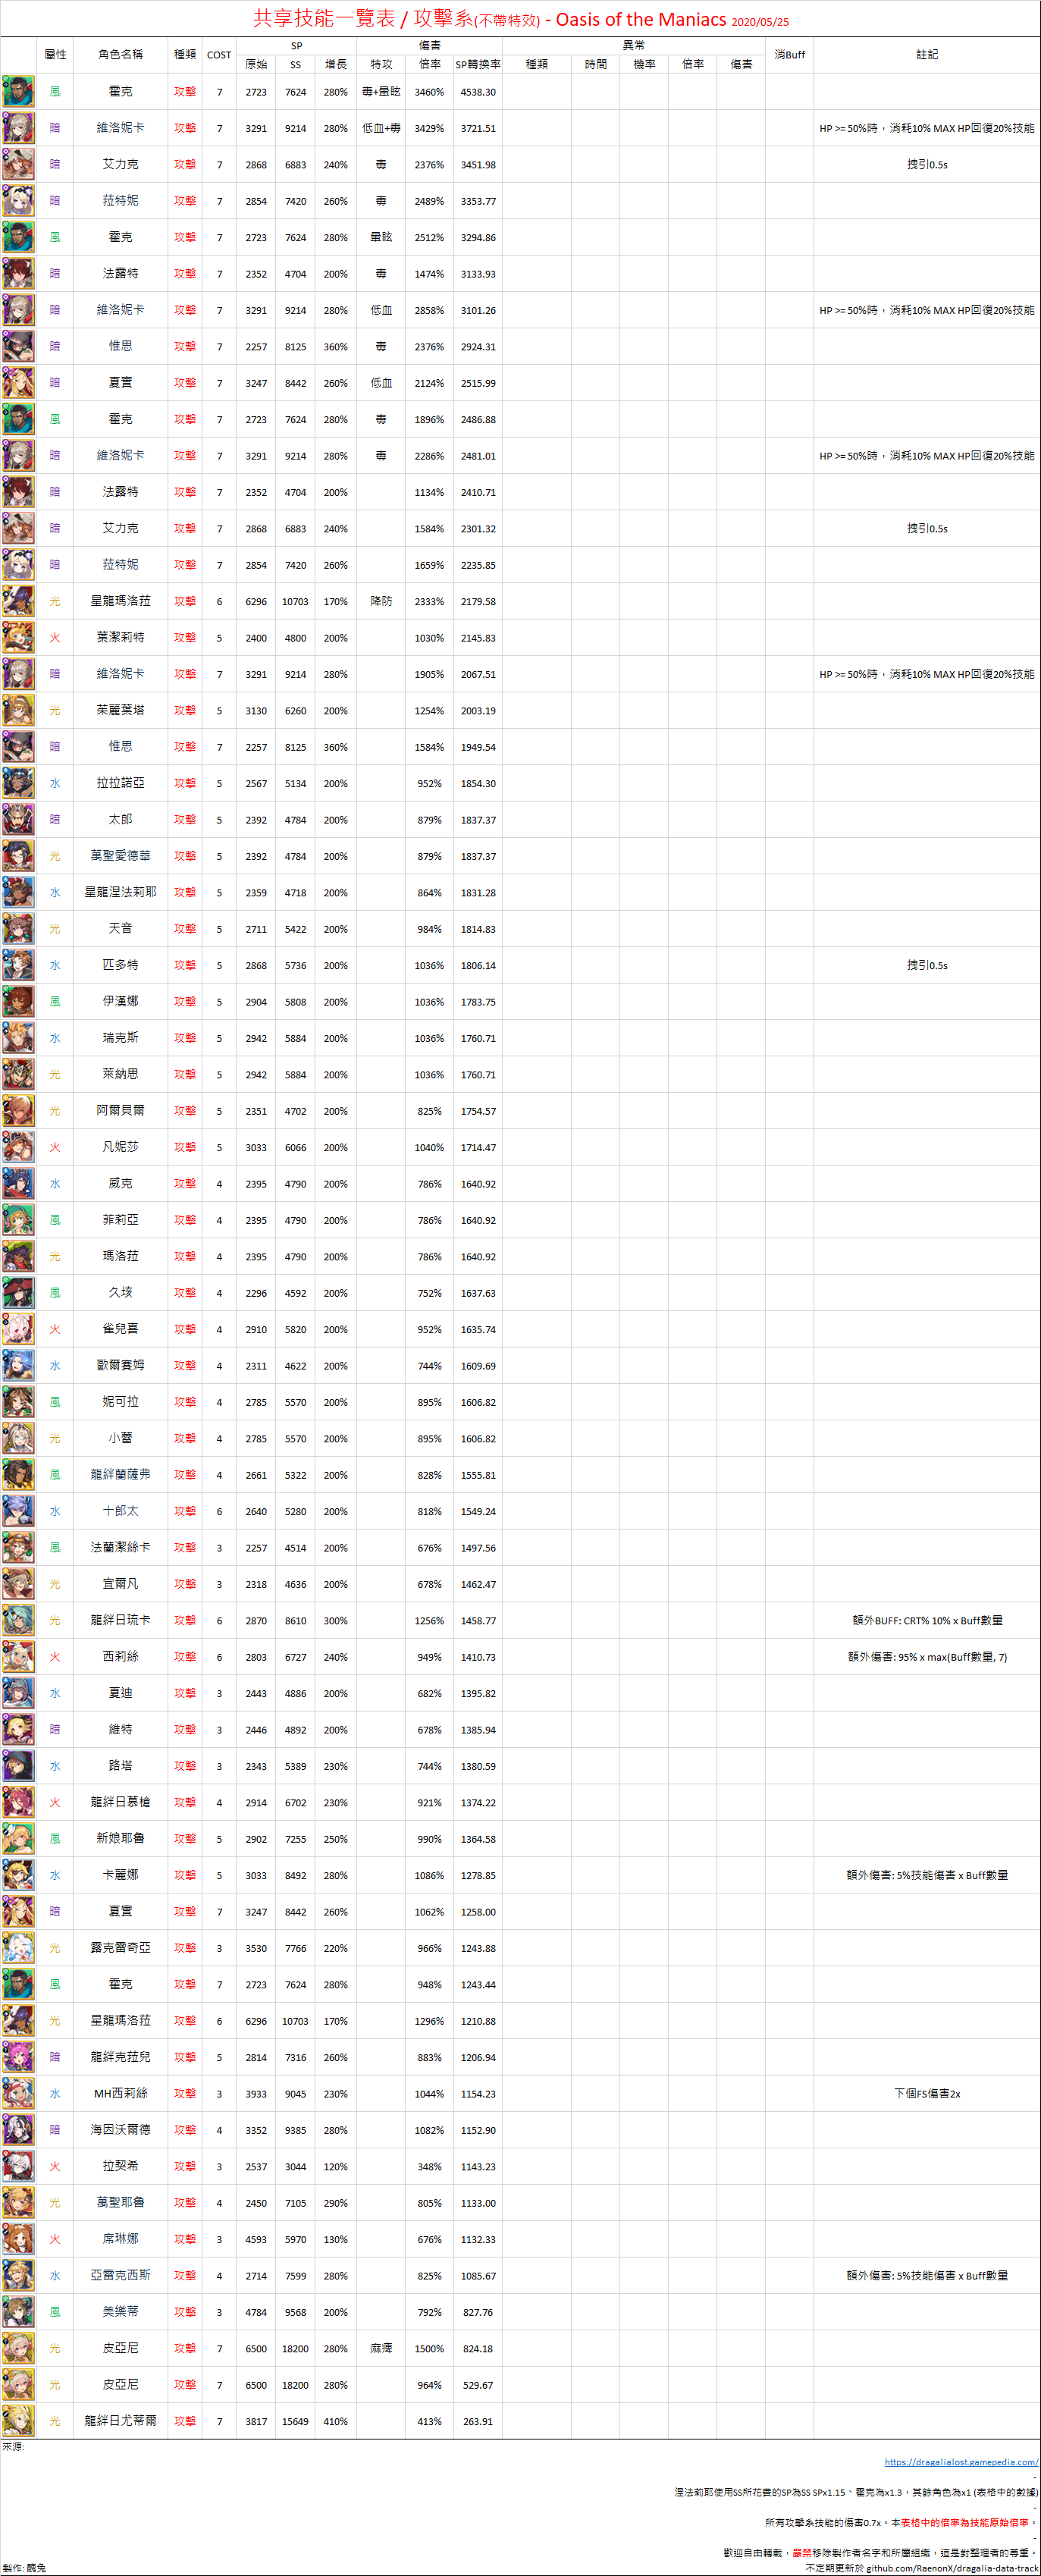 共享技能一覽表 / 攻擊系(不帶特效) - Oasis of the Maniacs 2020/05/25
屬性 角色名稱 種類 COST SP 傷害 異常 消Buff 註記
原始 SS 增長 特攻 倍率 SP轉換率 種類 時間 機率 倍率 傷害
風 霍克 攻擊 7 2723 7624 280% 毒+暈眩 3460% 4538.30
暗 維洛妮卡 攻擊 7 3291 9214 280% 低血+毒 3429% 3721.51 HP >= 50%時，消耗10% MAX HP回復20%技能
暗 艾力克 攻擊 7 2868 6883 240% 毒 2376% 3451.98 拽引0.5s
暗 菈特妮 攻擊 7 2854 7420 260% 毒 2489% 3353.77
風 霍克 攻擊 7 2723 7624 280% 暈眩 2512% 3294.86
暗 法露特 攻擊 7 2352 4704 200% 毒 1474% 3133.93
暗 維洛妮卡 攻擊 7 3291 9214 280% 低血 2858% 3101.26 HP >= 50%時，消耗10% MAX HP回復20%技能
暗 惟思 攻擊 7 2257 8125 360% 毒 2376% 2924.31
暗 夏實 攻擊 7 3247 8442 260% 低血 2124% 2515.99
風 霍克 攻擊 7 2723 7624 280% 毒 1896% 2486.88
暗 維洛妮卡 攻擊 7 3291 9214 280% 毒 2286% 2481.01 HP >= 50%時，消耗10% MAX HP回復20%技能
暗 法露特 攻擊 7 2352 4704 200% 1134% 2410.71
暗 艾力克 攻擊 7 2868 6883 240% 1584% 2301.32 拽引0.5s
暗 菈特妮 攻擊 7 2854 7420 260% 1659% 2235.85
光 星龍瑪洛菈 攻擊 6 6296 10703 170% 降防 2333% 2179.58
火 葉潔莉特 攻擊 5 2400 4800 200% 1030% 2145.83
暗 維洛妮卡 攻擊 7 3291 9214 280% 1905% 2067.51 HP >= 50%時，消耗10% MAX HP回復20%技能
光 茱麗葉塔 攻擊 5 3130 6260 200% 1254% 2003.19
暗 惟思 攻擊 7 2257 8125 360% 1584% 1949.54
水 拉拉諾亞 攻擊 5 2567 5134 200% 952% 1854.30
暗 太郎 攻擊 5 2392 4784 200% 879% 1837.37
光 萬聖愛德華 攻擊 5 2392 4784 200% 879% 1837.37
水 星龍涅法莉耶 攻擊 5 2359 4718 200% 864% 1831.28
光 天音 攻擊 5 2711 5422 200% 984% 1814.83
水 匹多特 攻擊 5 2868 5736 200% 1036% 1806.14 拽引0.5s
風 伊漢娜 攻擊 5 2904 5808 200% 1036% 1783.75
水 瑞克斯 攻擊 5 2942 5884 200% 1036% 1760.71
光 萊納思 攻擊 5 2942 5884 200% 1036% 1760.71
光 阿爾貝爾 攻擊 5 2351 4702 200% 825% 1754.57
火 凡妮莎 攻擊 5 3033 6066 200% 1040% 1714.47
水 威克 攻擊 4 2395 4790 200% 786% 1640.92
風 菲莉亞 攻擊 4 2395 4790 200% 786% 1640.92
光 瑪洛菈 攻擊 4 2395 4790 200% 786% 1640.92
風 久垓 攻擊 4 2296 4592 200% 752% 1637.63
火 雀兒喜 攻擊 4 2910 5820 200% 952% 1635.74
水 歐爾賽姆 攻擊 4 2311 4622 200% 744% 1609.69
風 妮可拉 攻擊 4 2785 5570 200% 895% 1606.82
光 小蕾 攻擊 4 2785 5570 200% 895% 1606.82
風 龍絆蘭薩弗 攻擊 4 2661 5322 200% 828% 1555.81
水 十郎太 攻擊 6 2640 5280 200% 818% 1549.24
風 法蘭潔絲卡 攻擊 3 2257 4514 200% 676% 1497.56
光 宜爾凡 攻擊 3 2318 4636 200% 678% 1462.47
光 龍絆日琉卡 攻擊 6 2870 8610 300% 1256% 1458.77 額外BUFF: CRT% 10% x Buff數量
火 西莉絲 攻擊 6 2803 6727 240% 949% 1410.73 額外傷害: 95% x max(Buff數量, 7)
水 夏迪 攻擊 3 2443 4886 200% 682% 1395.82
暗 維特 攻擊 3 2446 4892 200% 678% 1385.94
水 路塔 攻擊 3 2343 5389 230% 744% 1380.59
火 龍絆日慕槍 攻擊 4 2914 6702 230% 921% 1374.22
風 新娘耶魯 攻擊 5 2902 7255 250% 990% 1364.58
水 卡麗娜 攻擊 5 3033 8492 280% 1086% 1278.85 額外傷害: 5%技能傷害 x Buff數量
暗 夏實 攻擊 7 3247 8442 260% 1062% 1258.00
光 露克雷奇亞 攻擊 3 3530 7766 220% 966% 1243.88
風 霍克 攻擊 7 2723 7624 280% 948% 1243.44
光 星龍瑪洛菈 攻擊 6 6296 10703 170% 1296% 1210.88
暗 龍絆克菈兒 攻擊 5 2814 7316 260% 883% 1206.94
水 MH西莉絲 攻擊 3 3933 9045 230% 1044% 1154.23 下個FS傷害2x
暗 海因沃爾德 攻擊 4 3352 9385 280% 1082% 1152.90
火 拉契希 攻擊 3 2537 3044 120% 348% 1143.23
光 萬聖耶魯 攻擊 4 2450 7105 290% 805% 1133.00
火 席琳娜 攻擊 3 4593 5970 130% 676% 1132.33
水 亞雷克西斯 攻擊 4 2714 7599 280% 825% 1085.67 額外傷害: 5%技能傷害 x Buff數量
風 美樂蒂 攻擊 3 4784 9568 200% 792% 827.76
光 皮亞尼 攻擊 7 6500 18200 280% 麻痺 1500% 824.18
光 皮亞尼 攻擊 7 6500 18200 280% 964% 529.67
光 龍絆日尤蒂爾 攻擊 7 3817 15649 410% 413% 263.91
來源:
https://dragalialost.gamepedia.com/
-
涅法莉耶使用SS所花費的SP為SS SPx1.15、霍克為x1.3，其餘角色為x1 (表格中的數據)
-
所有攻擊系技能的傷害0.7x，本表格中的倍率為技能原始倍率。
-
歡迎自由轉載，嚴禁移除製作者名字和所屬組織，這是對整理者的尊重。
製作: 醜兔 不定期更新於 github.com/RaenonX/dragalia-data-track